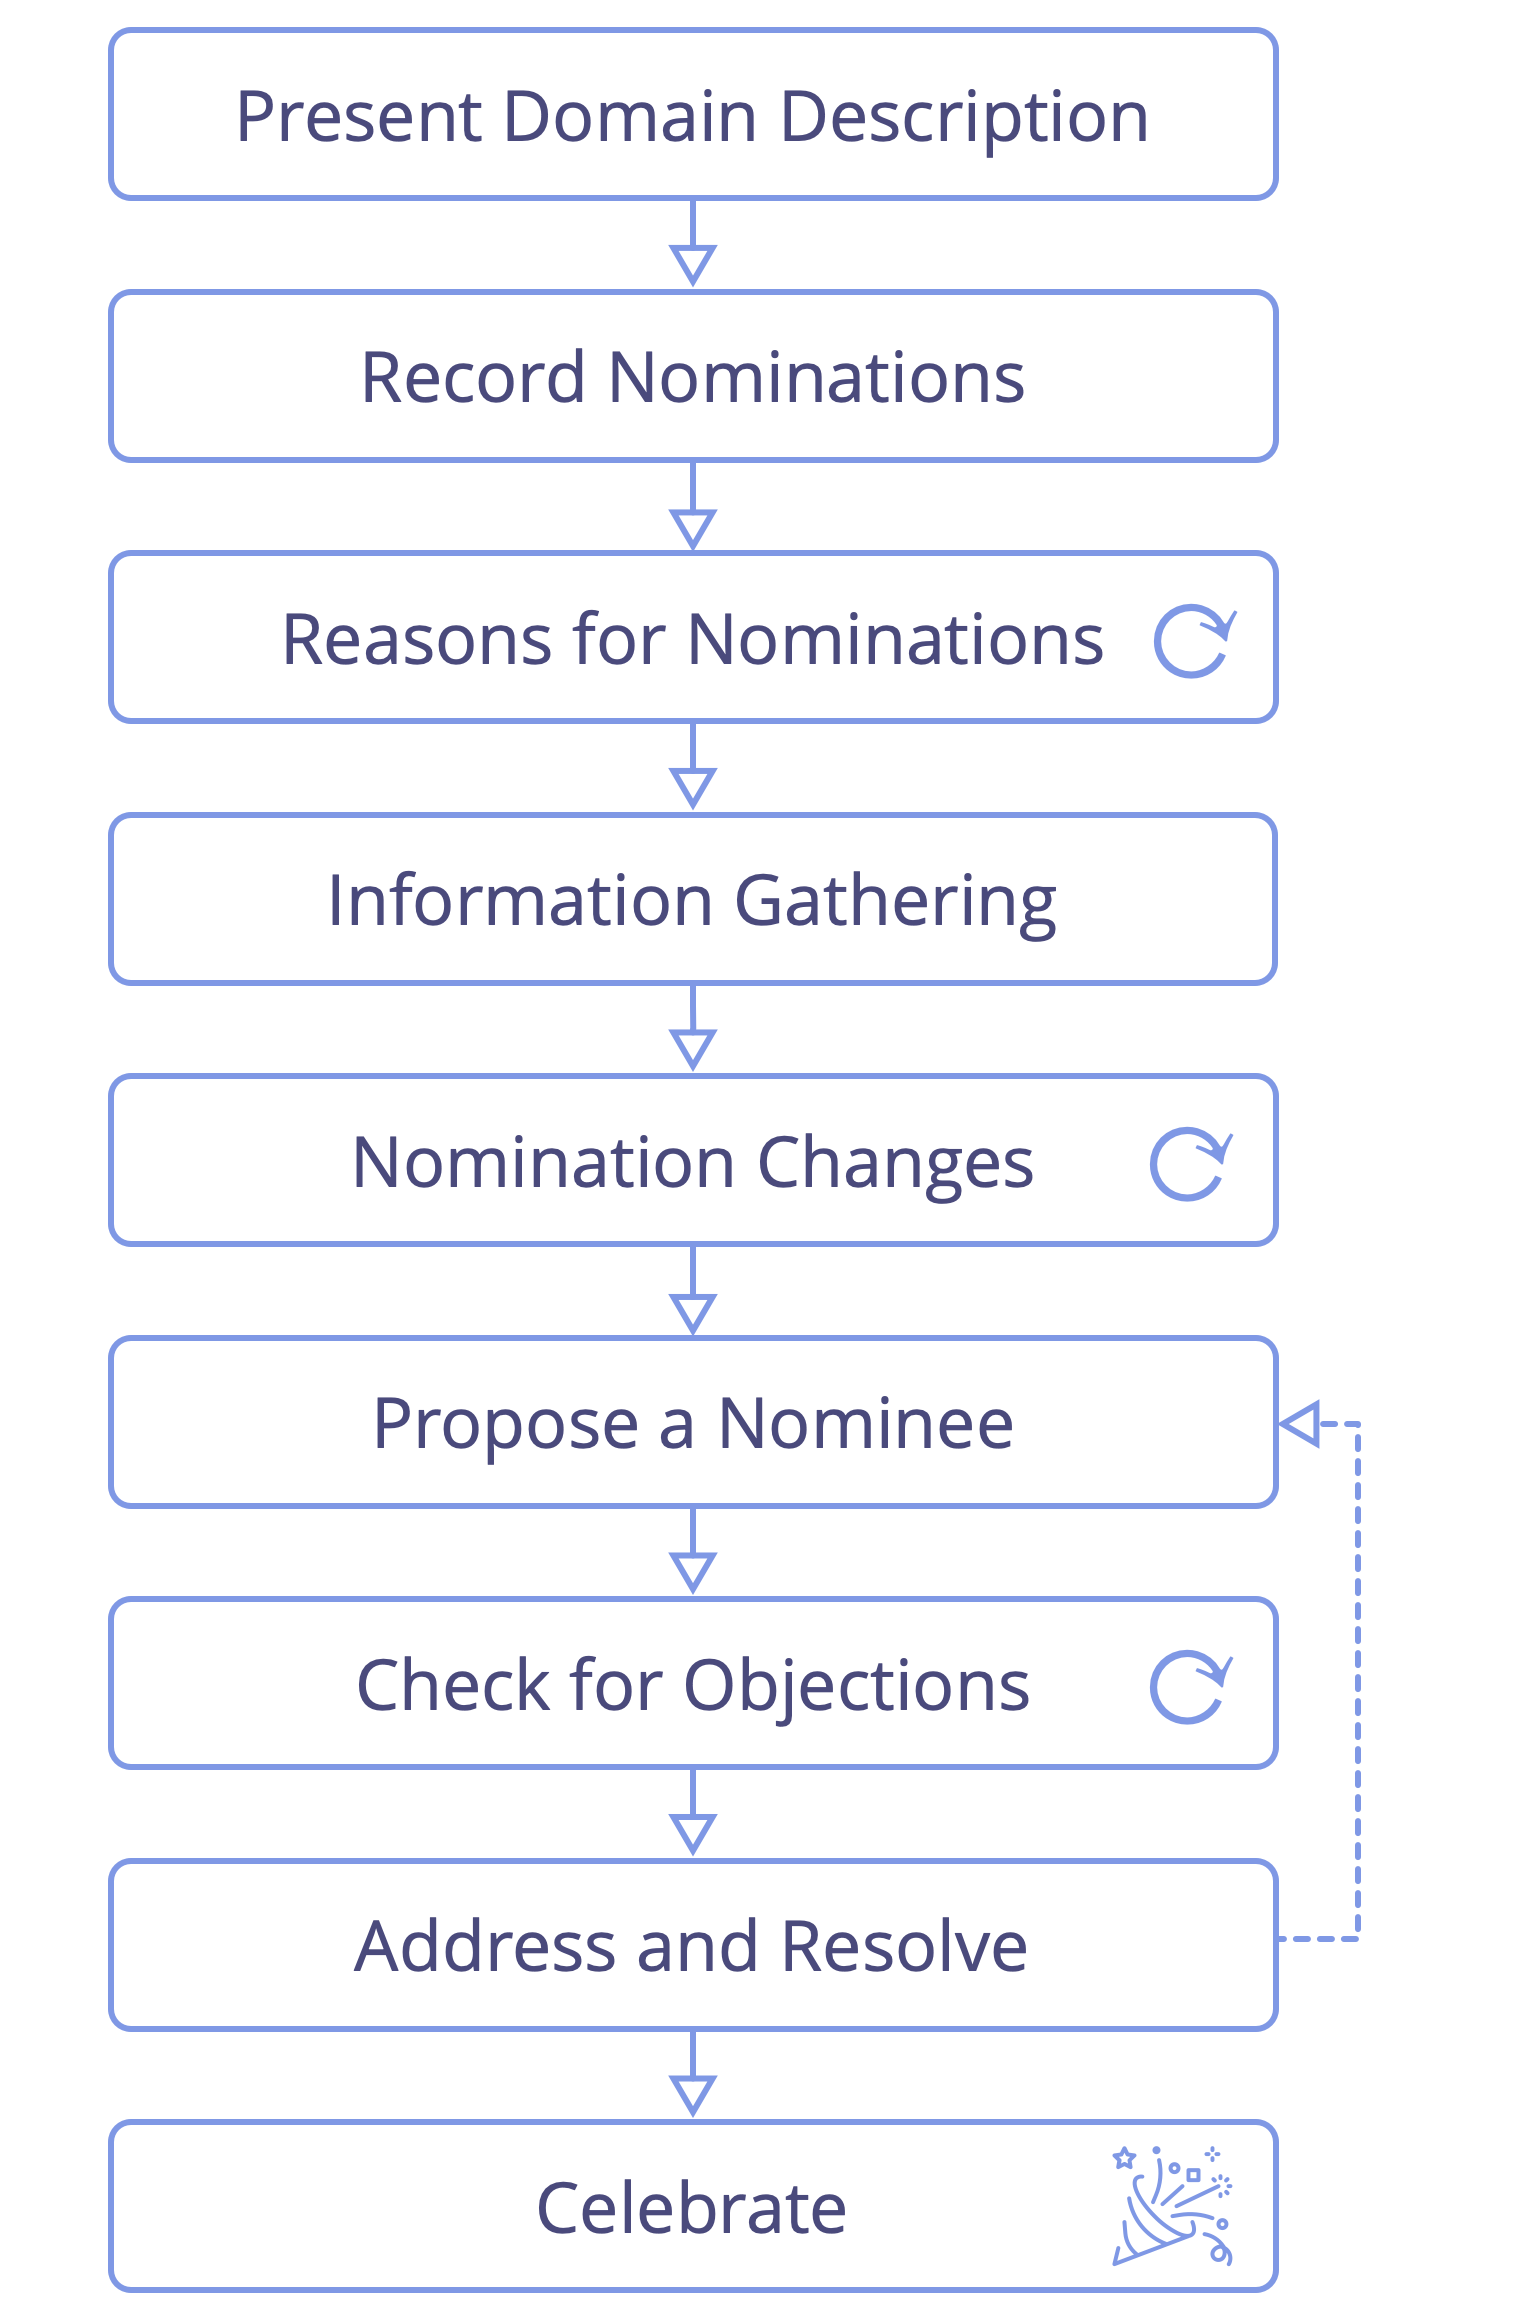 Present Domain Description
Record Nominations
Reasons for Nominations
Information Gathering
Nomination Changes
Propose a Nominee
Check for Objections
Address and Resolve
Celebrate